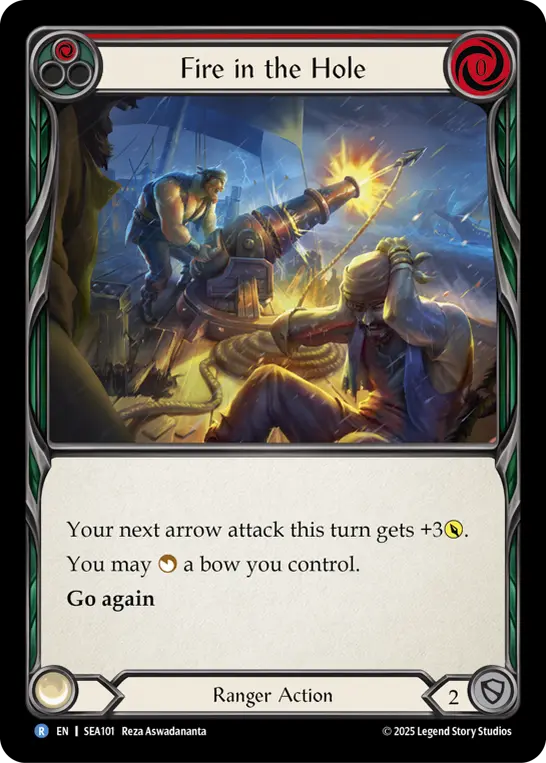 Fire in the Hole
0
Your next arrow attack this turn gets +3.
You may a bow you control.
Go again
Ranger Action
2
R EN | SEA101 Reza Aswadananta
© 2025 Legend Story Studios